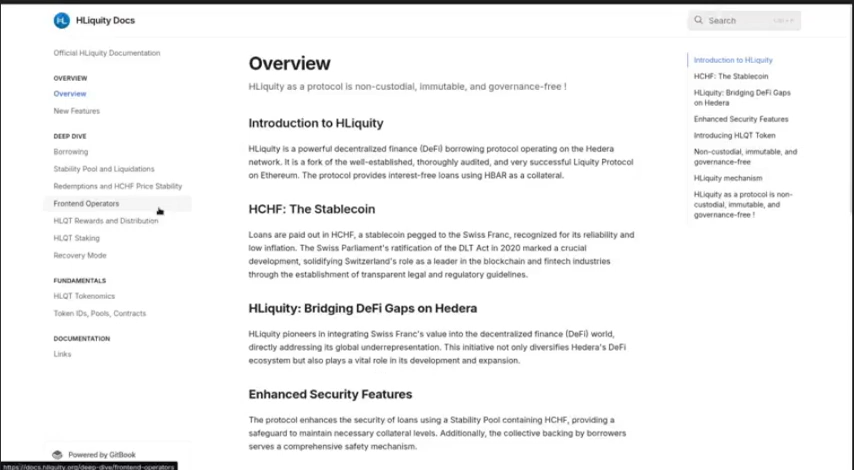 HLiquity Docs
Search
Official HLiquity Documentation
OVERVIEW
Overview
New Features
DEEP DIVE
Borrowing
Stability Pool and Liquidations
Redemptions and HCHF Price Stability
Frontend Operators
HLQT Rewards and Distribution
HLQT Staking
Recovery Mode
FUNDAMENTALS
HLQT Tokenomics
Token IDs, Pools, Contracts
DOCUMENTATION
Links
Powered by GitBook
https://docs.hliquity.org/deep-dive/frontend-operators
Overview
HLiquity as a protocol is non-custodial, immutable, and governance-free !
Introduction to HLiquity
HLiquity is a powerful decentralized finance (DeFi) borrowing protocol operating on the Hedera
network. It is a fork of the well-established, thoroughly audited, and very successful Liquity Protocol
on Ethereum. The protocol provides interest-free loans using HBAR as a collateral.
HCHF: The Stablecoin
Loans are paid out in HCHF, a stablecoin pegged to the Swiss Franc, recognized for its reliability and
low inflation. The Swiss Parliament's ratification of the DLT Act in 2020 marked a crucial
development, solidifying Switzerland's role as a leader in the blockchain and fintech industries
through the establishment of transparent legal and regulatory guidelines.
HLiquity: Bridging DeFi Gaps on Hedera
HLiquity pioneers in integrating Swiss Franc's value into the decentralized finance (DeFi) world,
directly addressing its global underrepresentation. This initiative not only diversifies Hedera's DeFi
ecosystem but also plays a vital role in its development and expansion.
Enhanced Security Features
The protocol enhances the security of loans using a Stability Pool containing HCHF, providing a
safeguard to maintain necessary collateral levels. Additionally, the collective backing by borrowers
serves a comprehensive safety mechanism.
Introduction to HLiquity
HCHF: The Stablecoin
HLiquity: Bridging DeFi Gaps
on Hedera
Enhanced Security Features
Introducing HLQT Token
Non-custodial, immutable, and
governance-free
HLiquity mechanism
HLiquity as a protocol is non-
custodial, immutable, and
governance-free !